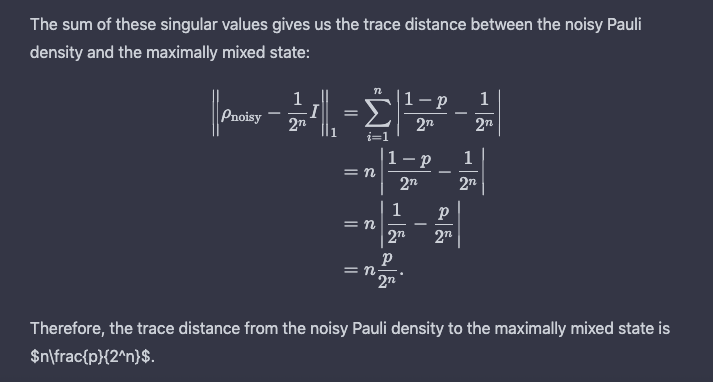 The sum of these singular values gives us the trace distance between the noisy Pauli
density and the maximally mixed state:
$$\left\| \rho_{\text{noisy}} - \frac{1}{2^n} I \right\|_1 = \sum_{i=1}^{n} \left| \frac{1-p}{2^n} - \frac{1}{2^n} \right|$$
$$= n \left| \frac{1-p}{2^n} - \frac{1}{2^n} \right|$$
$$= n \left| \frac{1}{2^n} - \frac{p}{2^n} \right|$$
$$= n \frac{p}{2^n}.$$
Therefore, the trace distance from the noisy Pauli density to the maximally mixed state is
$n\frac{p}{2^n}$.